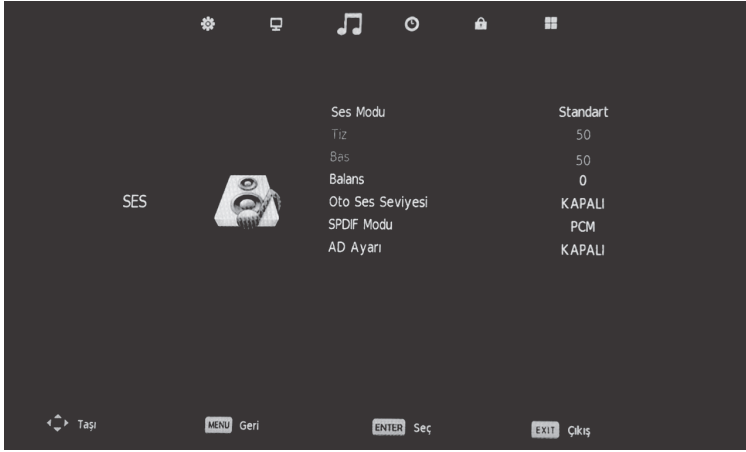 Ses Modu Standart
Tiz 50
Bas 50
Balans 0
SES
Oto Ses Seviyesi KAPALI
SPDIF Modu PCM
AD Ayarı KAPALI
Taşı MENU Geri ENTER Seç EXIT Çıkış